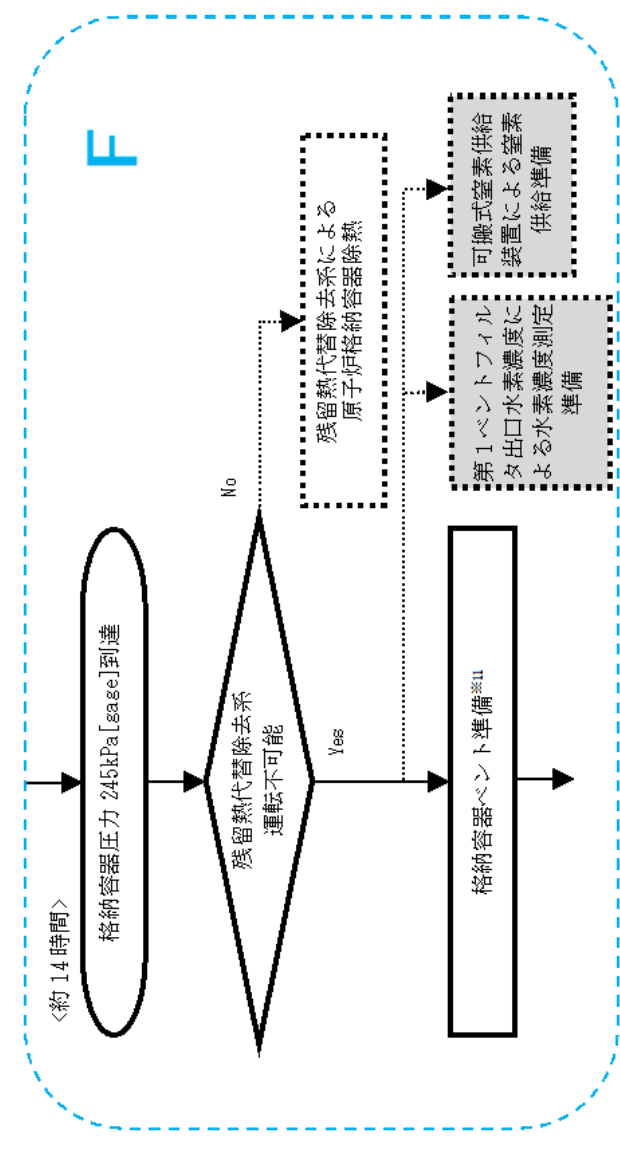 F
<約14時間>
格納容器圧力 245kPa[gage]到達
残留熱代替除去系
運転不可能
No
残留熱代替除去系による
原子炉格納容器除熱
Yes
格納容器ベント準備※11
第1ベントフィル
タ出口水素濃度に
よる水素濃度測定
準備
可搬式窒素供給
装置による窒素
供給準備